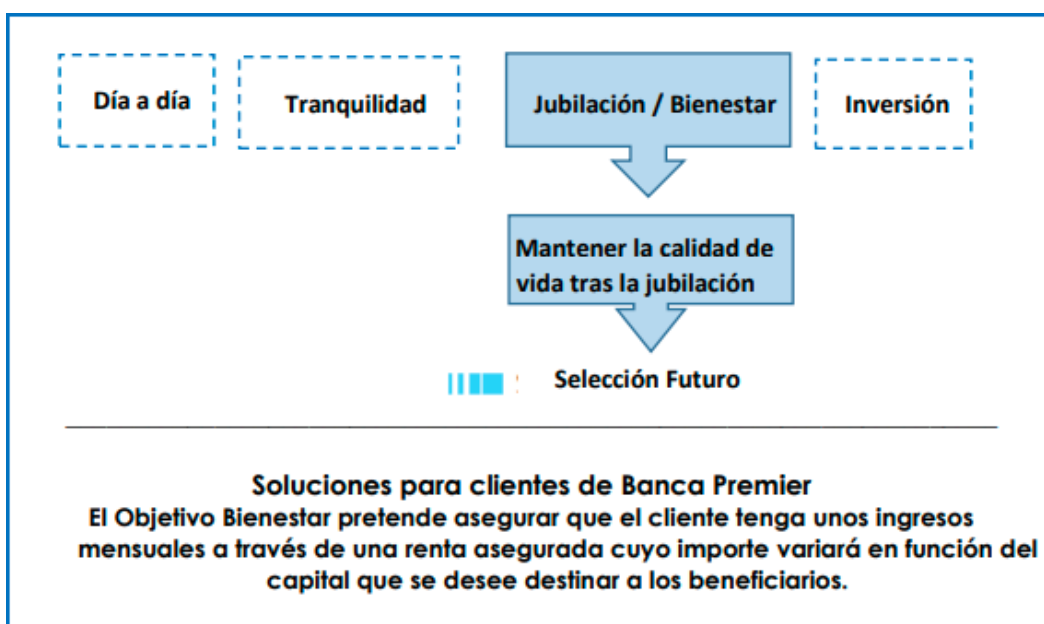 Día a día
Tranquilidad
Jubilación / Bienestar
Inversión
Mantener la calidad de
vida tras la jubilación
Selección Futuro
Soluciones para clientes de Banca Premier
El Objetivo Bienestar pretende asegurar que el cliente tenga unos ingresos
mensuales a través de una renta asegurada cuyo importe variará en función del
capital que se desee destinar a los beneficiarios.